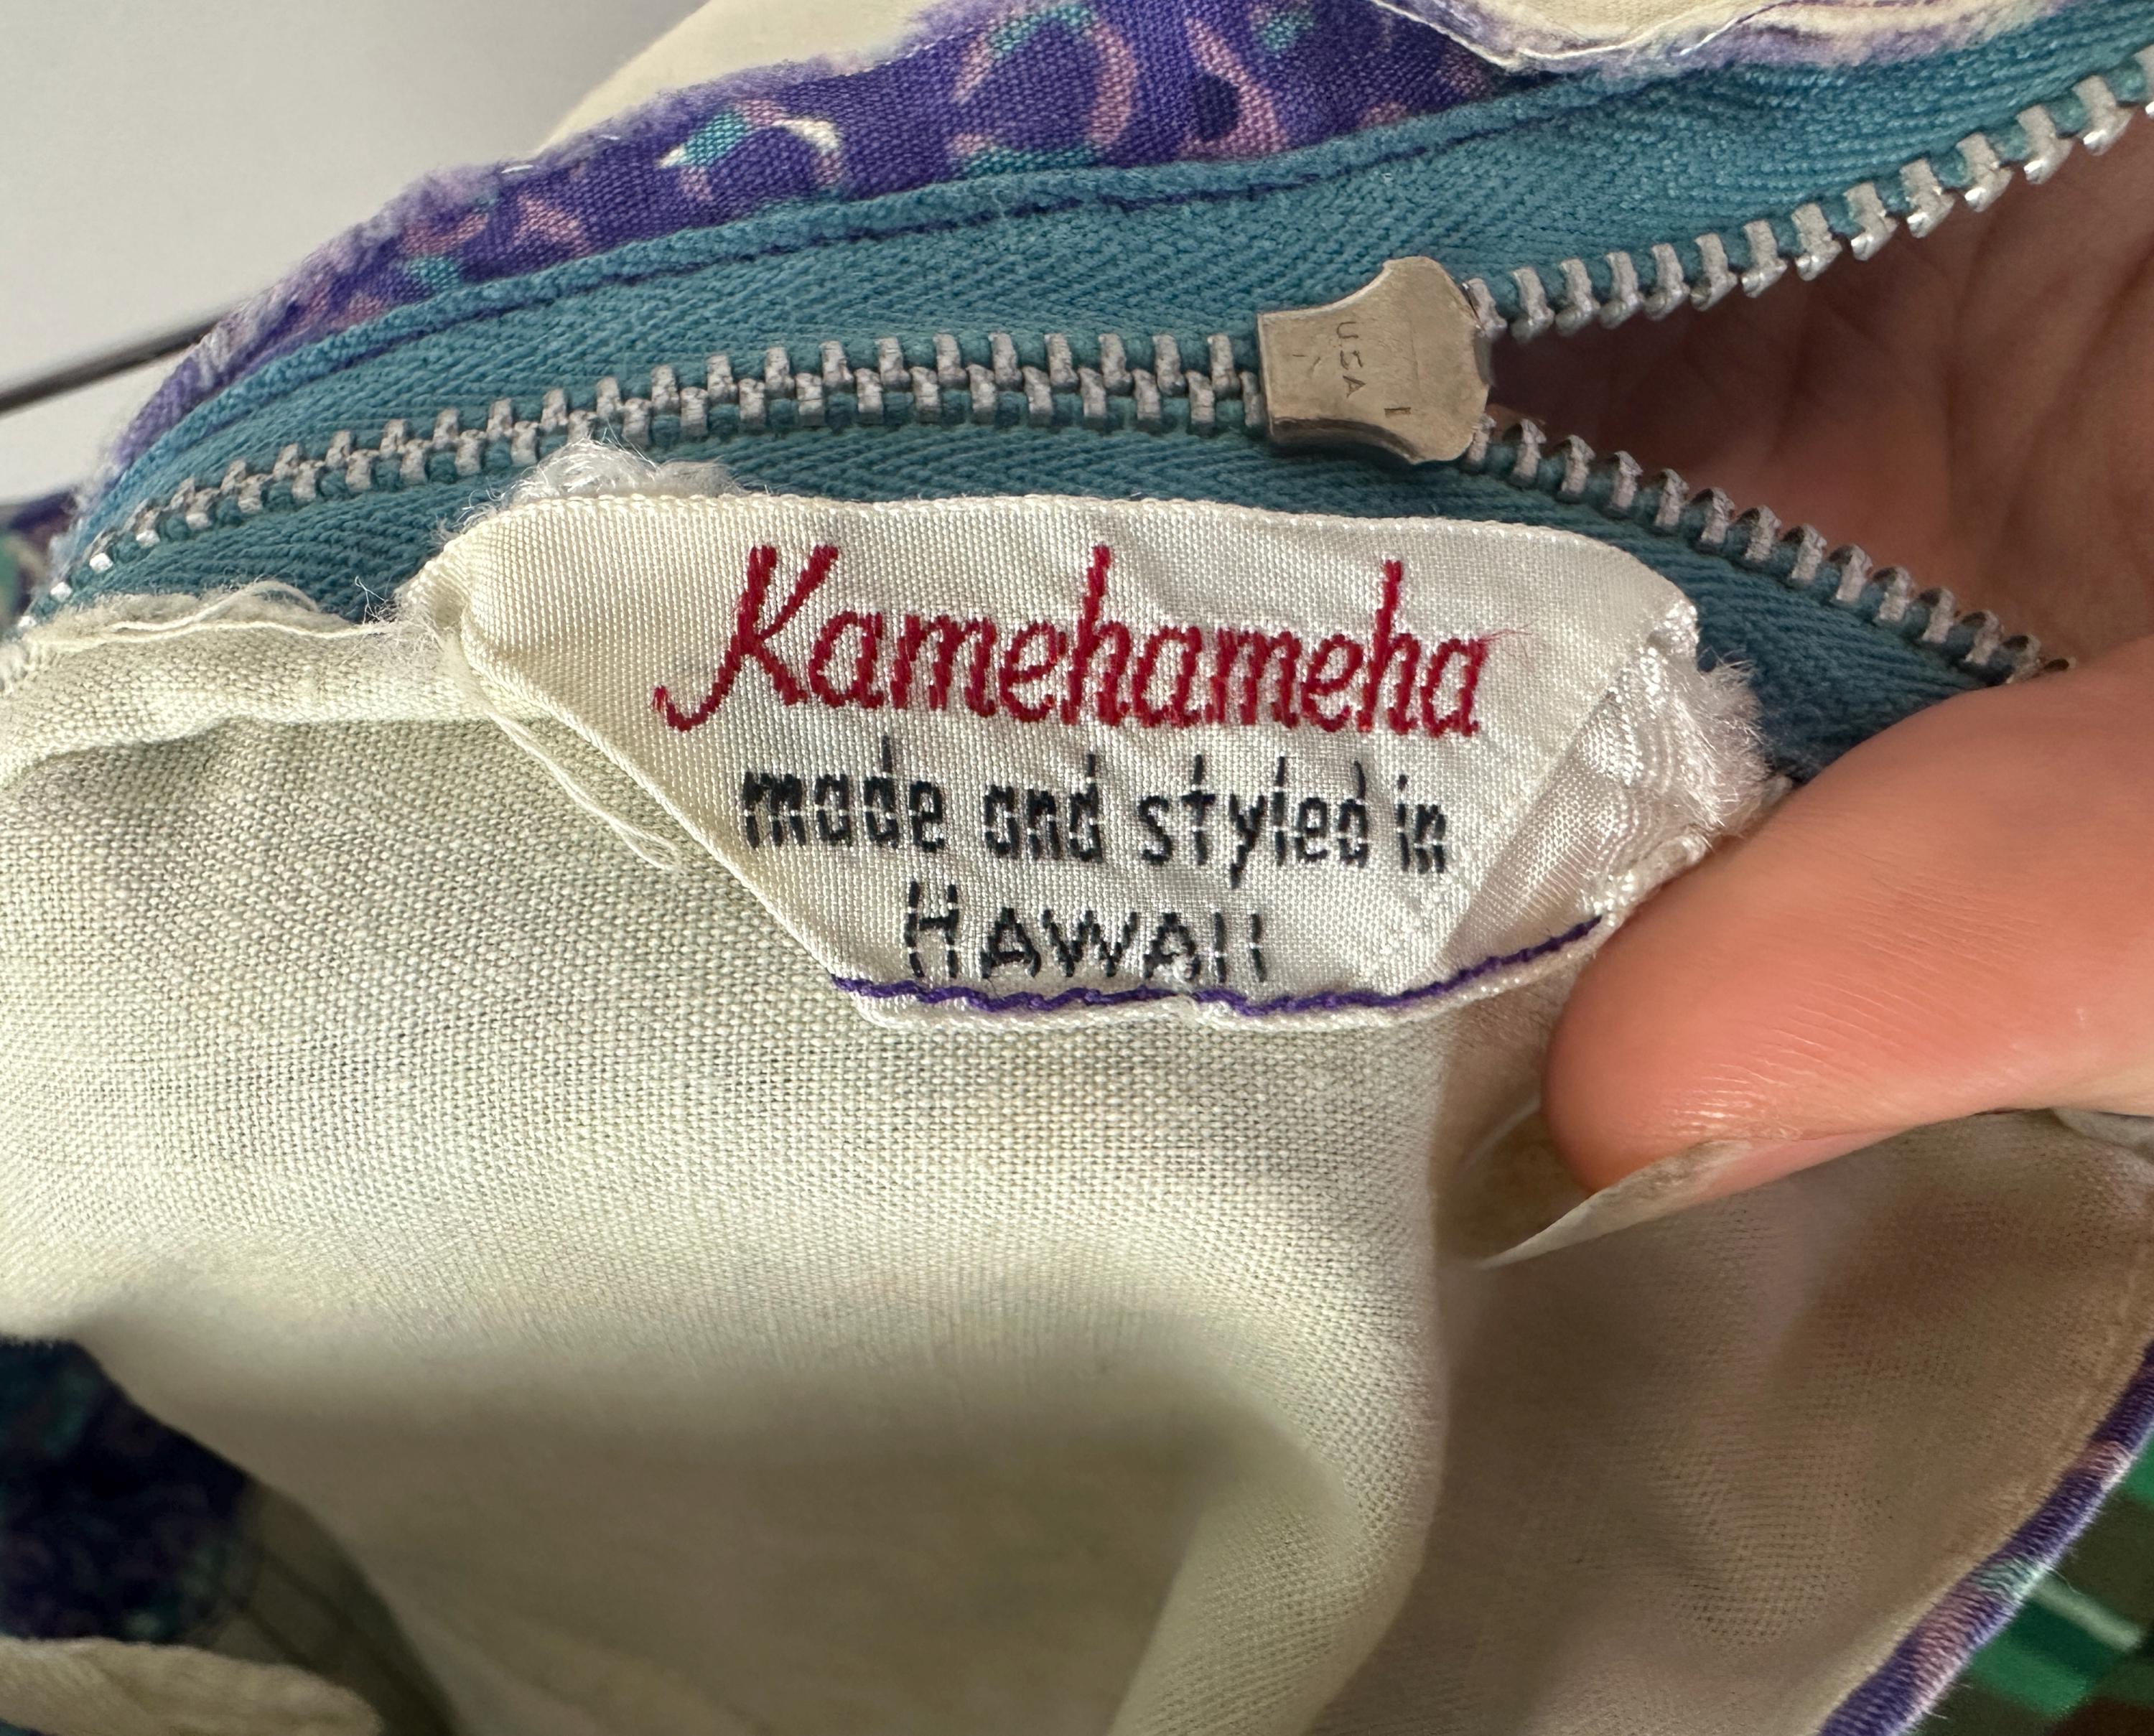 USA
Kamehameha
made and styled in
HAWAII